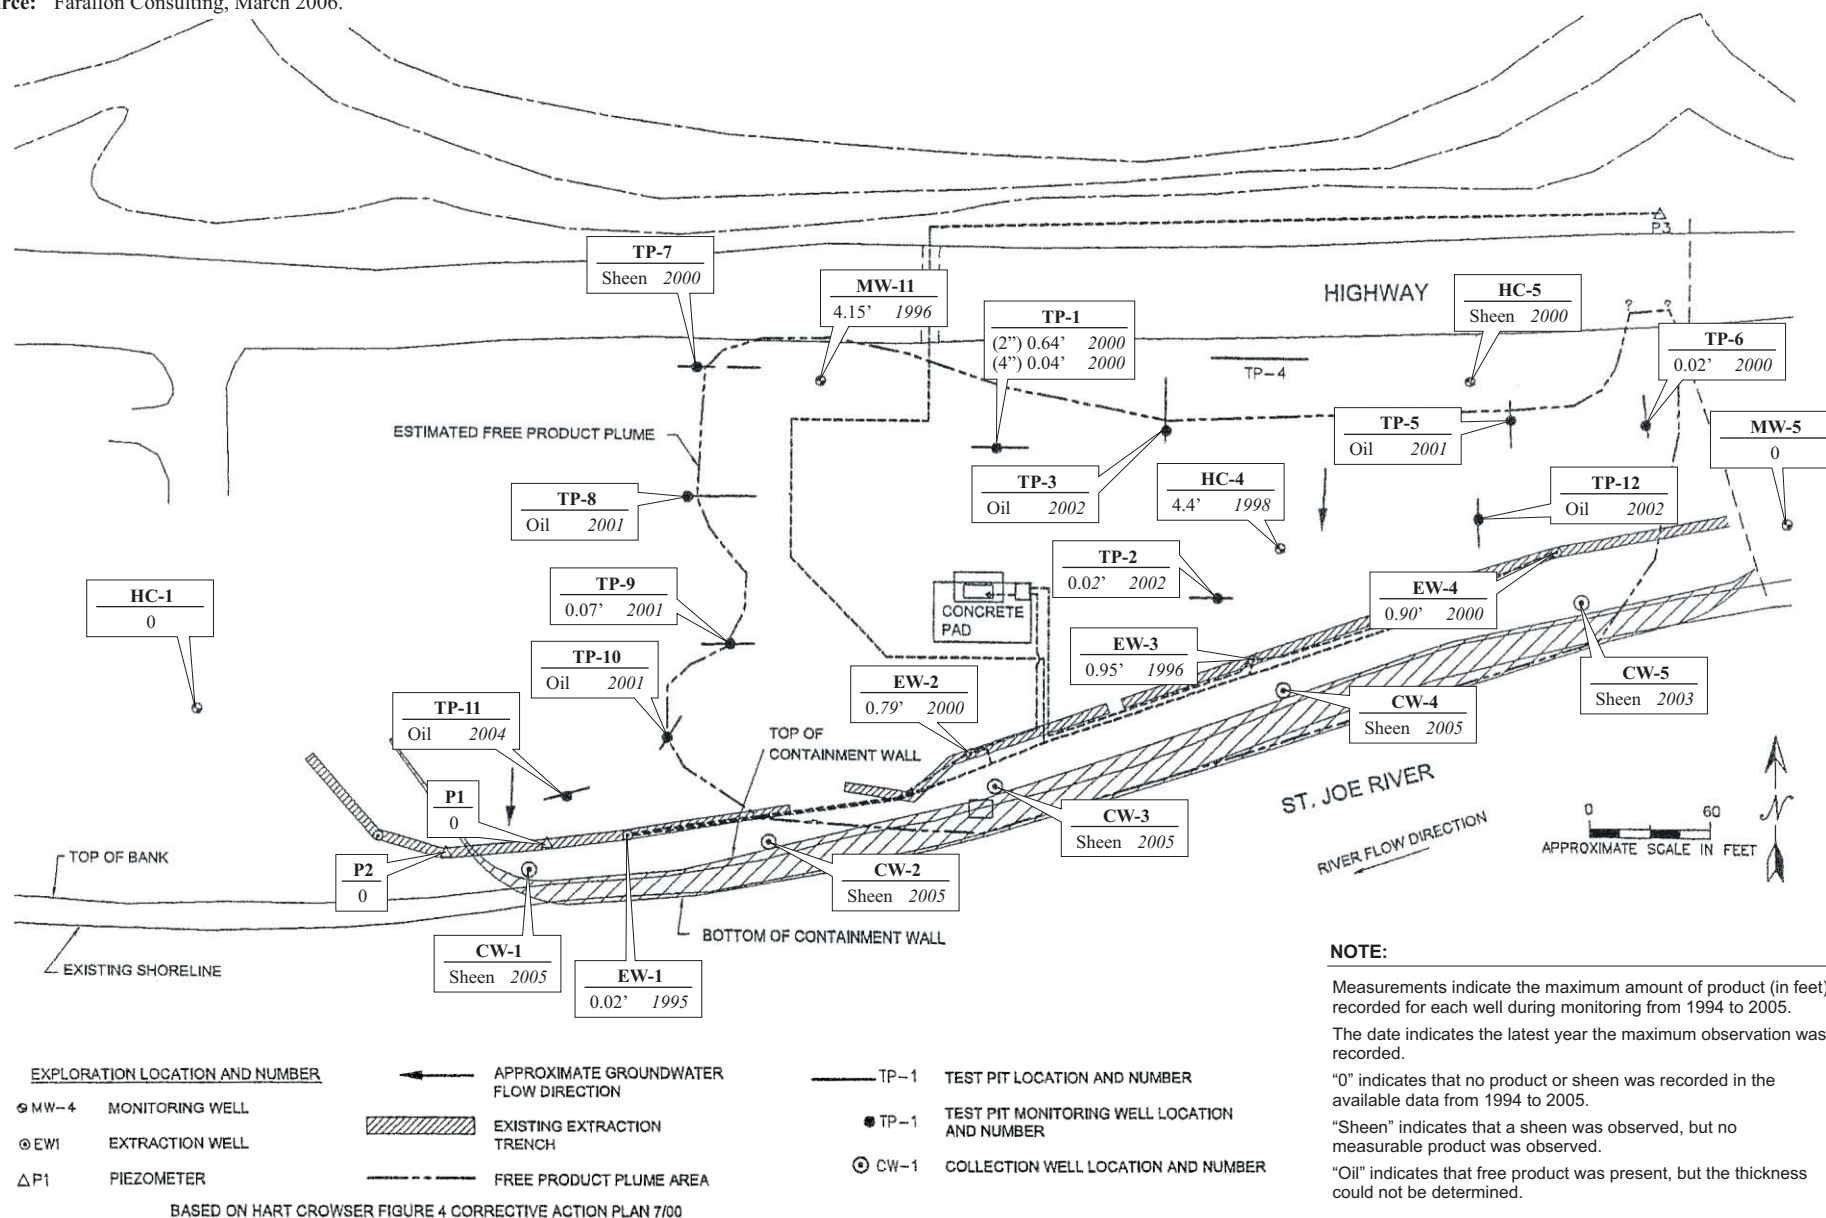 Source: Farallon Consulting, March 2006.
P3
TP-7
Sheen 2000
MW-11
4.15’ 1996
TP-1
(2”) 0.64’ 2000
(4”) 0.04’ 2000
HIGHWAY
HC-5
Sheen 2000
? ?
TP-6
0.02’ 2000
TP-4
ESTIMATED FREE PRODUCT PLUME
TP-5
Oil 2001
MW-5
0
TP-8
Oil 2001
TP-3
Oil 2002
HC-4
4.4’ 1998
TP-12
Oil 2002
HC-1
0
TP-9
0.07’ 2001
TP-2
0.02’ 2002
CONCRETE
PAD
EW-4
0.90’ 2000
TP-10
Oil 2001
EW-3
0.95’ 1996
EW-2
0.79’ 2000
CW-5
Sheen 2003
TP-11
Oil 2004
CW-4
Sheen 2005
TOP OF
CONTAINMENT WALL
P1
0
ST. JOE RIVER
N
0 60
APPROXIMATE SCALE IN FEET
CW-3
Sheen 2005
RIVER FLOW DIRECTION
TOP OF BANK
P2
0
CW-2
Sheen 2005
BOTTOM OF CONTAINMENT WALL
CW-1
Sheen 2005
EW-1
0.02’ 1995
EXISTING SHORELINE
NOTE:
Measurements indicate the maximum amount of product (in feet)
recorded for each well during monitoring from 1994 to 2005.
The date indicates the latest year the maximum observation was
recorded.
“0” indicates that no product or sheen was recorded in the
available data from 1994 to 2005.
“Sheen” indicates that a sheen was observed, but no
measurable product was observed.
“Oil” indicates that free product was present, but the thickness
could not be determined.
EXPLORATION LOCATION AND NUMBER
MW-4 MONITORING WELL
EW1 EXTRACTION WELL
P1 PIEZOMETER
APPROXIMATE GROUNDWATER
FLOW DIRECTION
EXISTING EXTRACTION
TRENCH
FREE PRODUCT PLUME AREA
TP-1 TEST PIT LOCATION AND NUMBER
TP-1 TEST PIT MONITORING WELL LOCATION
AND NUMBER
CW-1 COLLECTION WELL LOCATION AND NUMBER
BASED ON HART CROWSER FIGURE 4 CORRECTIVE ACTION PLAN 7/00